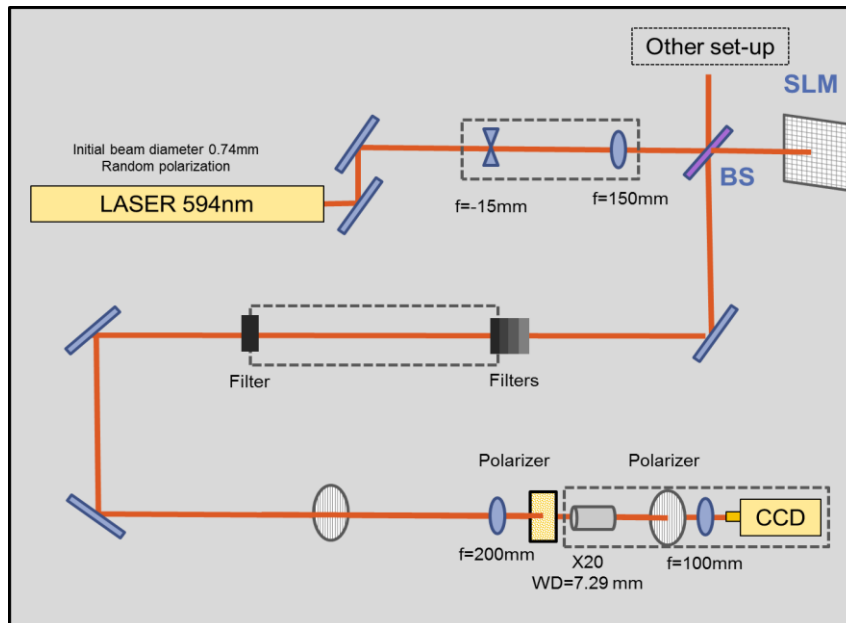 Other set-up
SLM
Initial beam diameter 0.74mm
Random polarization
LASER 594nm
BS
f=-15mm
f=150mm
Filter
Filters
Polarizer
Polarizer
CCD
f=200mm
X20
WD=7.29 mm
f=100mm